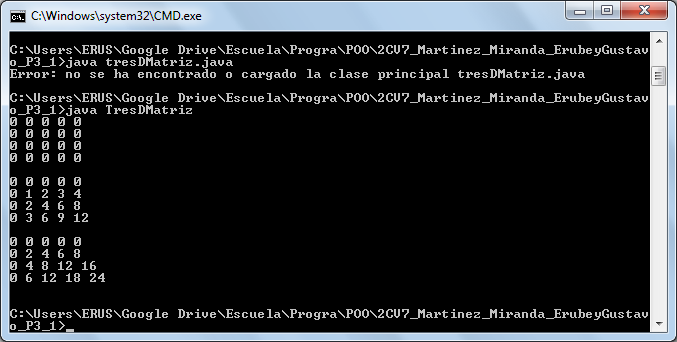 C:\Windows\system32\CMD.exe
C:\Users\ERUS\Google Drive\Escuela\Progra\POO\2CV7_Martinez_Miranda_ErubeyGustav
o_P3_1>java tresDMatriz.java
Error: no se ha encontrado o cargado la clase principal tresDMatriz.java
C:\Users\ERUS\Google Drive\Escuela\Progra\POO\2CV7_Martinez_Miranda_ErubeyGustav
o_P3_1>java TresDMatriz
0 0 0 0 0
0 0 0 0 0
0 0 0 0 0
0 0 0 0 0
0 0 0 0 0
0 1 2 3 4
0 2 4 6 8
0 3 6 9 12
0 0 0 0 0
0 2 4 6 8
0 4 8 12 16
0 6 12 18 24
C:\Users\ERUS\Google Drive\Escuela\Progra\POO\2CV7_Martinez_Miranda_ErubeyGustav
o_P3_1>_